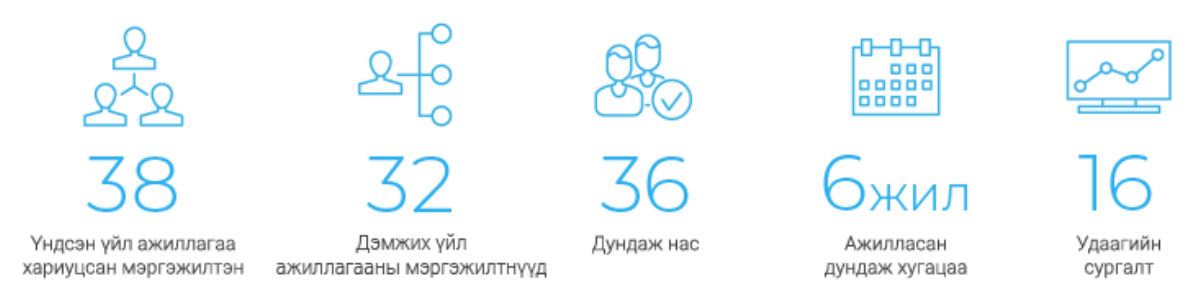 38
Үндсэн үйл ажиллагаа
хариуцсан мэргэжилтэн
32
Дэмжих үйл
ажиллагааны мэргэжилтнүүд
36
Дундаж нас
6жил
Ажилласан
дундаж хугацаа
16
Удаагийн
сургалт